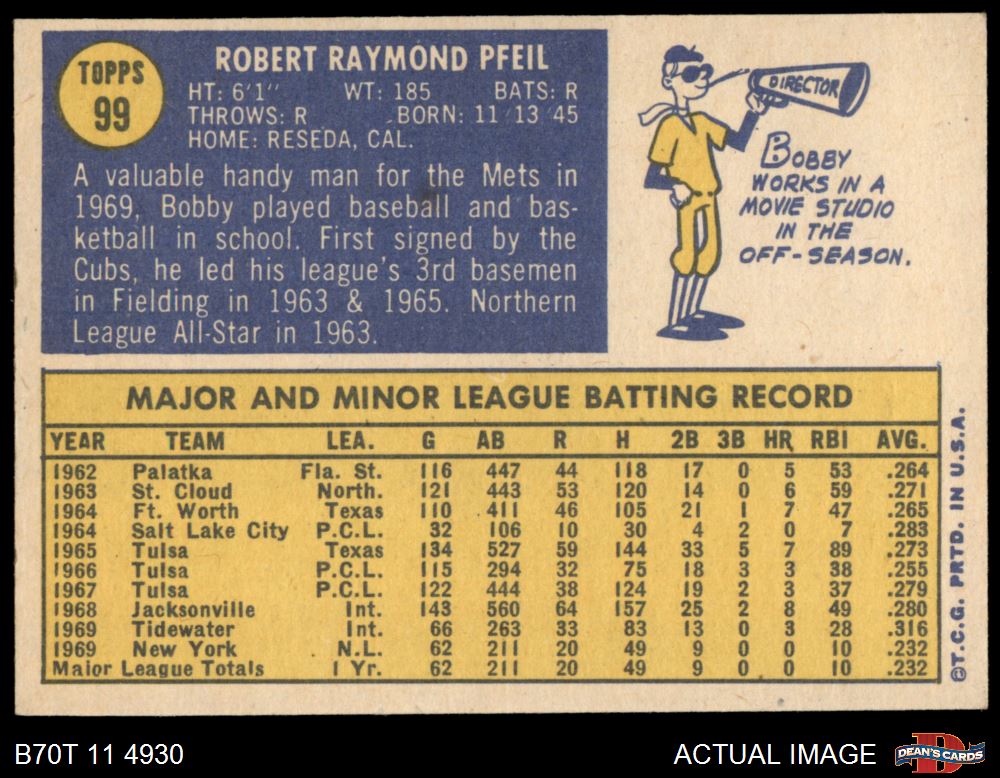 TOPPS
99
ROBERT RAYMOND PFEIL
HT: 6'1" WT: 185 BATS: R
THROWS: R BORN: 11 13 45
HOME: RESEDA, CAL.
A valuable handy man for the Mets in
1969, Bobby played baseball and bas-
ketball in school. First signed by the
Cubs, he led his league's 3rd basemen
in Fielding in 1963 & 1965. Northern
League All-Star in 1963.
DIRECTOR
BOBBY
WORKS IN A
MOVIE STUDIO
IN THE
OFF-SEASON.
MAJOR AND MINOR LEAGUE BATTING RECORD
YEAR TEAM LEA. G AB R H 2B 3B HR RBI AVG.
1962 Palatka Fla. St. 116 447 44 118 17 0 5 53 .264
1963 St. Cloud North. 121 443 53 120 14 0 6 59 .271
1964 Ft. Worth Texas 110 411 46 105 21 1 7 47 .265
1964 Salt Lake City P.C.L. 32 106 10 30 4 2 0 7 .283
1965 Tulsa Texas 134 527 59 144 33 5 7 89 .273
1966 Tulsa P.C.L. 115 294 32 75 18 3 3 38 .255
1967 Tulsa P.C.L. 122 444 38 124 19 2 3 37 .279
1968 Jacksonville Int. 143 560 64 157 25 2 8 49 .280
1969 Tidewater Int. 66 263 33 83 13 0 3 28 .316
1969 New York N.L. 62 211 20 49 9 0 0 10 .232
Major League Totals 1 Yr. 62 211 20 49 9 0 0 10 .232
©T.C.G. PRTD. IN U.S.A.
B70T 11 4930
ACTUAL IMAGE
DEAN'S CARDS